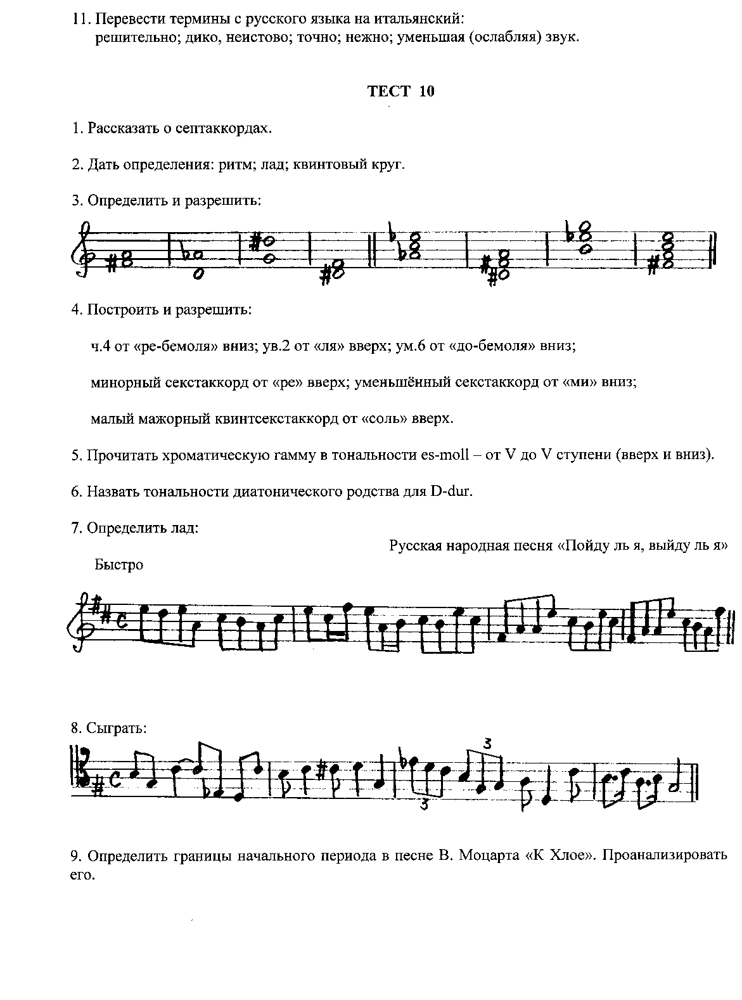 11. Перевести термины с русского языка на итальянский:
решительно; дико, неистово; точно; нежно; уменьшая (ослабляя) звук.
ТЕСТ 10
1. Рассказать о септаккордах.
2. Дать определения: ритм; лад; квинтовый круг.
3. Определить и разрешить:
4. Построить и разрешить:
ч.4 от «ре-бемоля» вниз; ув.2 от «ля» вверх; ум.6 от «до-бемоля» вниз;
минорный секстаккорд от «ре» вверх; уменьшённый секстаккорд от «ми» вниз;
малый мажорный квинтсекстаккорд от «соль» вверх.
5. Прочитать хроматическую гамму в тональности es-moll – от V до V ступени (вверх и вниз).
6. Назвать тональности диатонического родства для D-dur.
7. Определить лад:
Русская народная песня «Пойду ль я, выйду ль я»
Быстро
8. Сыграть:
3
3
9. Определить границы начального периода в песне В. Моцарта «К Хлое». Проанализировать
его.